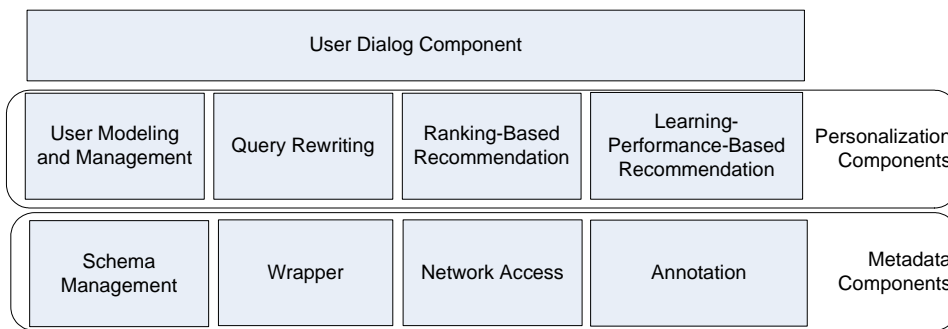 User Dialog Component
User Modeling
and Management
Query Rewriting
Ranking-Based
Recommendation
Learning-
Performance-Based
Recommendation
Personalization
Components
Schema
Management
Wrapper
Network Access
Annotation
Metadata
Components